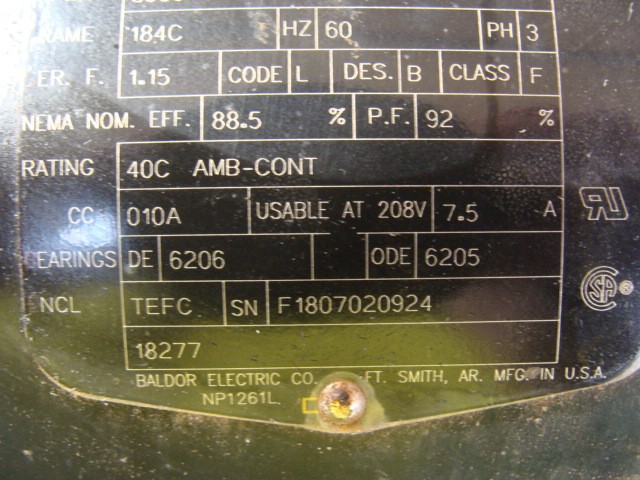 FRAME 184C HZ 60 PH 3
SER. F. 1.15 CODE L DES. B CLASS F
NEMA NOM. EFF. 88.5 % P.F. 92 %
RATING 40C AMB-CONT
CC 010A USABLE AT 208V 7.5 A
BEARINGS DE 6206 ODE 6205
ENCL TEFC SN F1807020924
18277
BALDOR ELECTRIC CO. FT. SMITH, AR. MFG. IN U.S.A.
NP1261L
RU
CSA ®